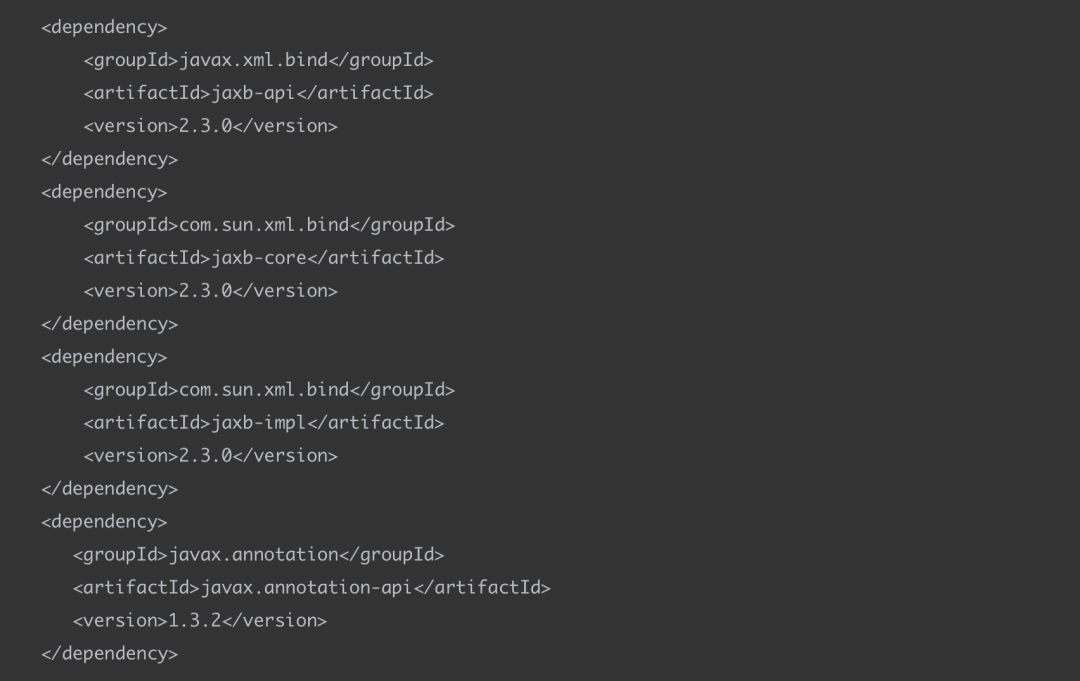 <dependency>
    <groupId>javax.xml.bind</groupId>
    <artifactId>jaxb-api</artifactId>
    <version>2.3.0</version>
</dependency>
<dependency>
    <groupId>com.sun.xml.bind</groupId>
    <artifactId>jaxb-core</artifactId>
    <version>2.3.0</version>
</dependency>
<dependency>
    <groupId>com.sun.xml.bind</groupId>
    <artifactId>jaxb-impl</artifactId>
    <version>2.3.0</version>
</dependency>
<dependency>
   <groupId>javax.annotation</groupId>
   <artifactId>javax.annotation-api</artifactId>
   <version>1.3.2</version>
</dependency>